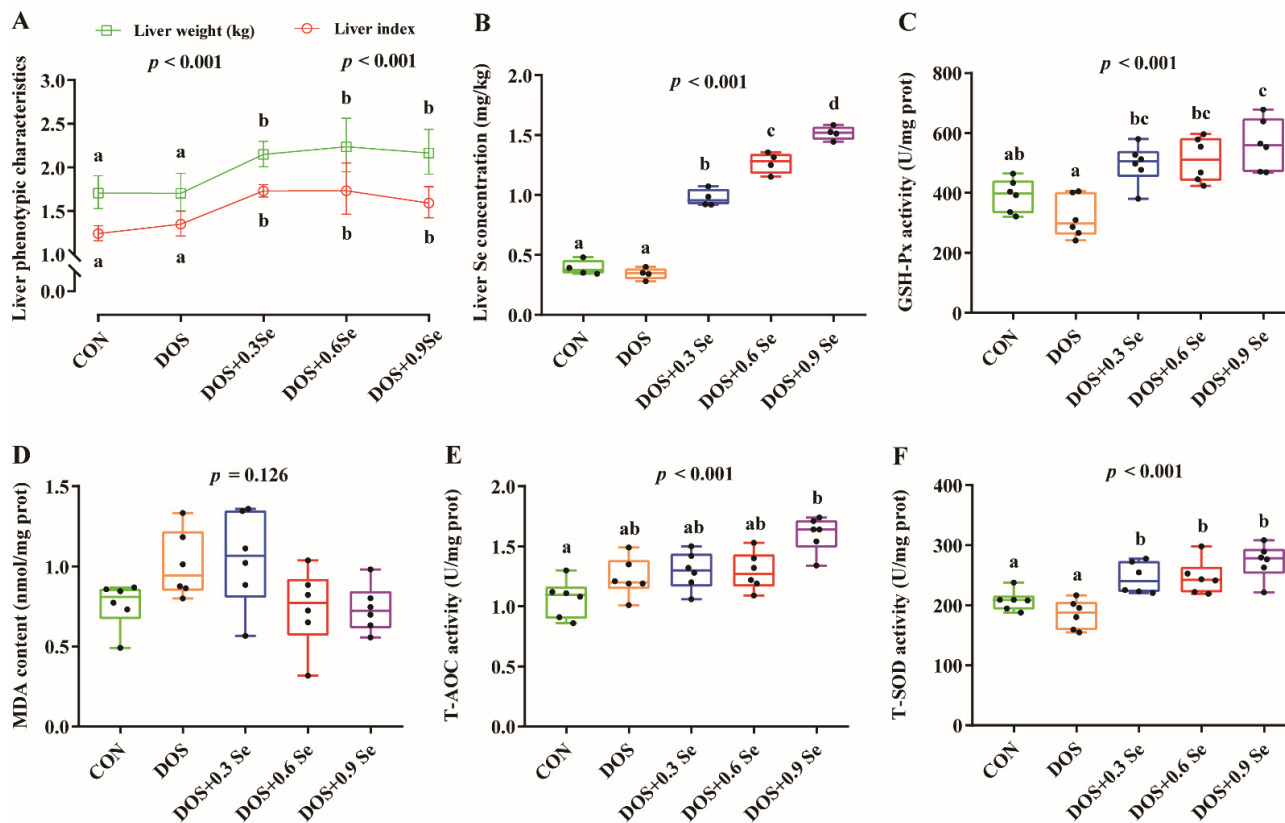 A
Liver weight (kg)
Liver index
p < 0.001
p < 0.001
Liver phenotypic characteristics
3.0
2.5
2.0
1.5
1.0
0.0
a
a
b
b
b
a
a
b
b
b
CON
DOS
DOS+0.3Se
DOS+0.6Se
DOS+0.9Se
B
p < 0.001
Liver Se concentration (mg/kg)
2.0
1.5
1.0
0.5
0.0
a
a
b
c
d
CON
DOS
DOS+0.3 Se
DOS+0.6 Se
DOS+0.9 Se
C
p < 0.001
GSH-Px activity (U/mg prot)
800
600
400
200
0
ab
a
bc
bc
c
CON
DOS
DOS+0.3 Se
DOS+0.6 Se
DOS+0.9 Se
D
p = 0.126
MDA content (nmol/mg prot)
1.5
1.0
0.5
0.0
CON
DOS
DOS+0.3 Se
DOS+0.6 Se
DOS+0.9 Se
E
p < 0.001
T-AOC activity (U/mg prot)
2.0
1.5
1.0
0.5
0.0
a
ab
ab
ab
b
CON
DOS
DOS+0.3 Se
DOS+0.6 Se
DOS+0.9 Se
F
p < 0.001
T-SOD activity (U/mg prot)
400
300
200
100
0
a
a
b
b
b
CON
DOS
DOS+0.3 Se
DOS+0.6 Se
DOS+0.9 Se